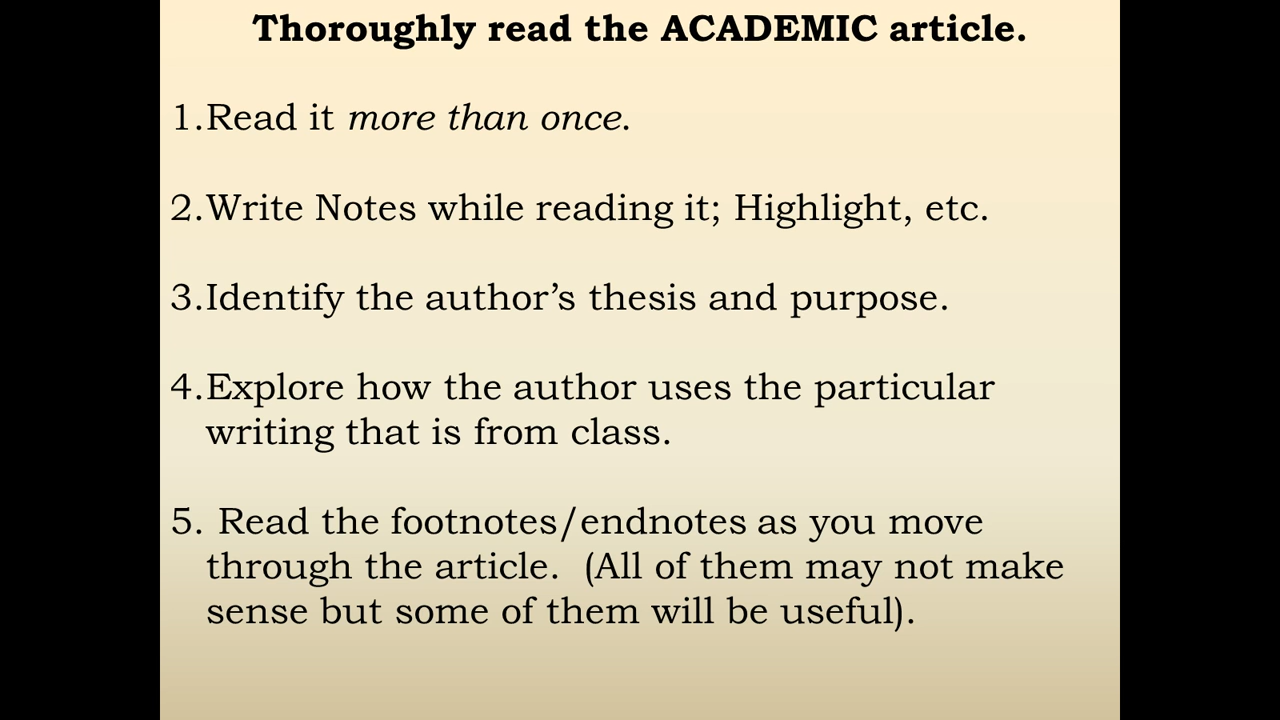 Thoroughly read the ACADEMIC article.
1.Read it more than once.
2.Write Notes while reading it; Highlight, etc.
3.Identify the author’s thesis and purpose.
4.Explore how the author uses the particular
writing that is from class.
5. Read the footnotes/endnotes as you move
through the article.  (All of them may not make
sense but some of them will be useful).